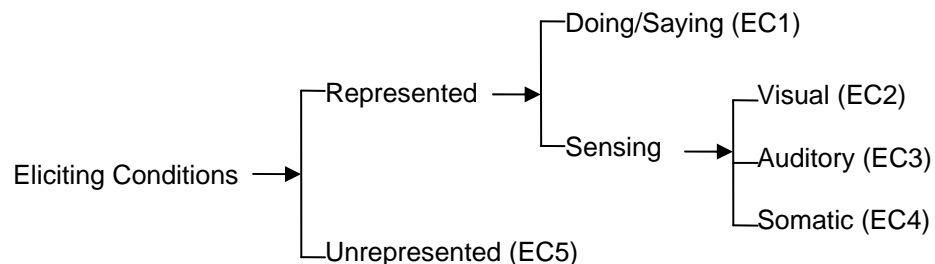 Doing/Saying (EC1)
Represented
Visual (EC2)
Sensing
Auditory (EC3)
Eliciting Conditions
Somatic (EC4)
Unrepresented (EC5)